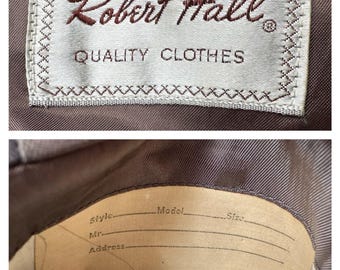 Robert Hall®
QUALITY CLOTHES
Style Model Size
Mr.
Address